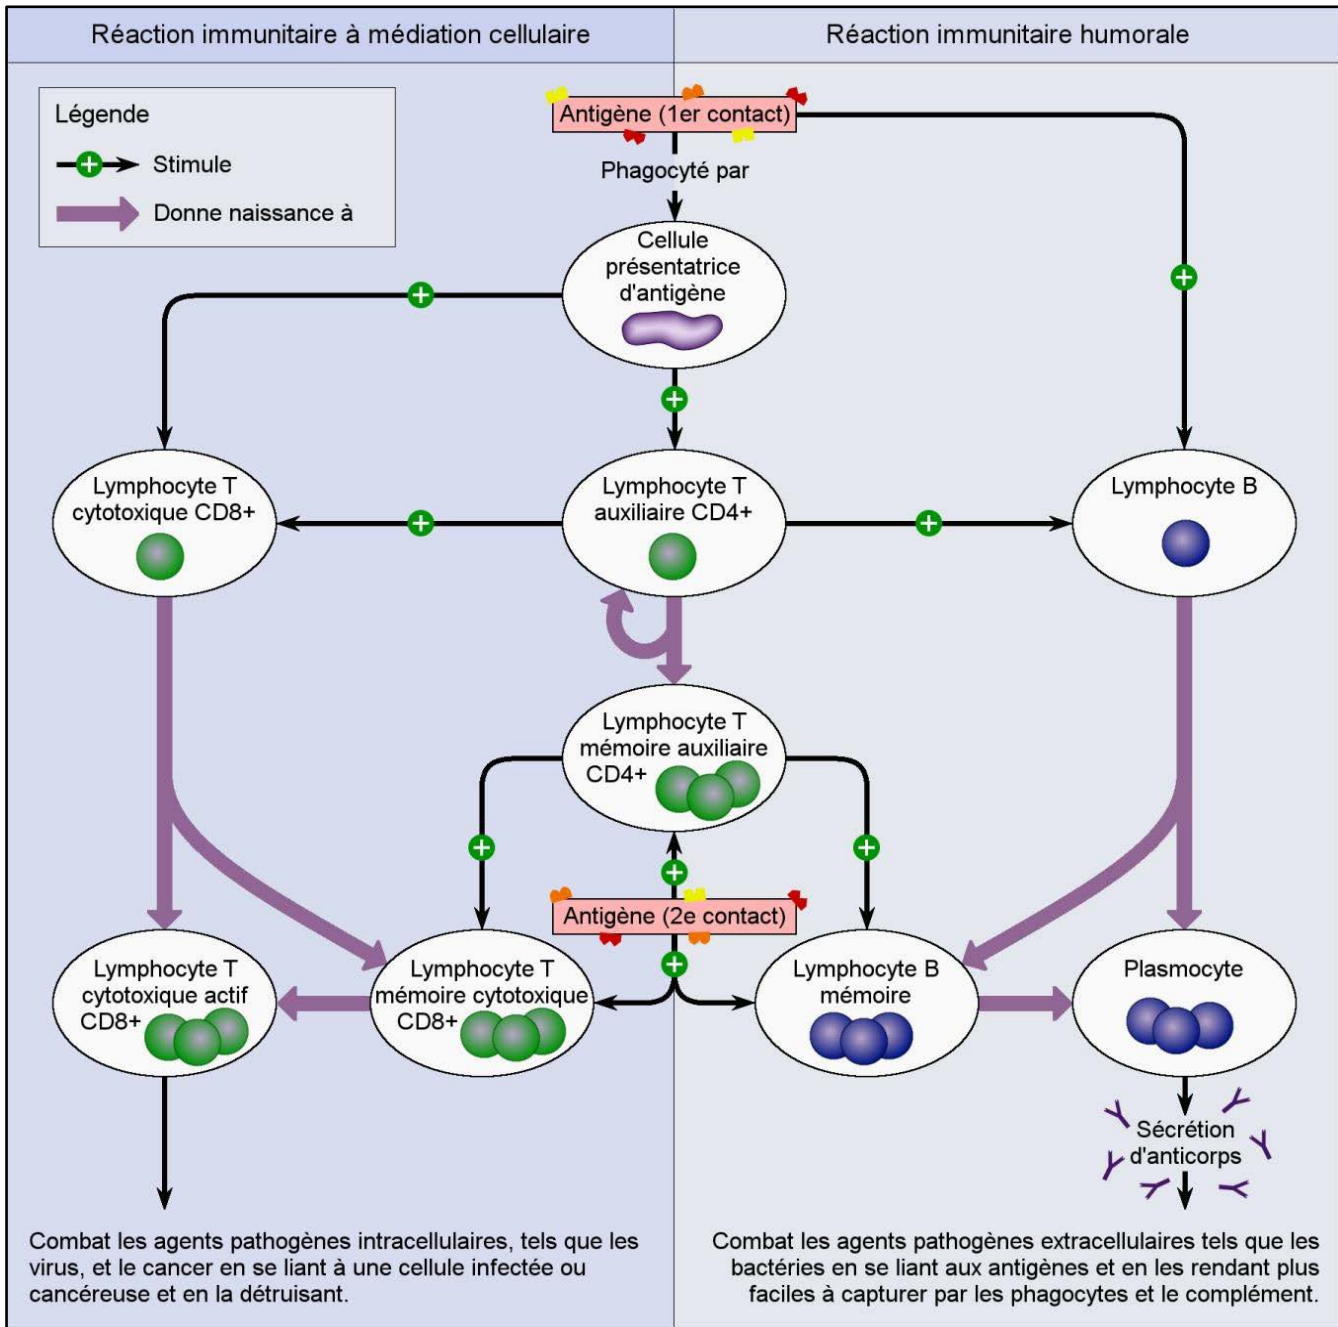 Réaction immunitaire à médiation cellulaire
Réaction immunitaire humorale
Légende
Stimule
Donne naissance à
Antigène (1er contact)
Phagocyté par
Cellule
présentatrice
d'antigène
Lymphocyte T
cytotoxique CD8+
Lymphocyte T
auxiliaire CD4+
Lymphocyte B
Lymphocyte T
mémoire auxiliaire
CD4+
Antigène (2e contact)
Lymphocyte T
cytotoxique actif
CD8+
Lymphocyte T
mémoire cytotoxique
CD8+
Lymphocyte B
mémoire
Plasmocyte
Sécrétion
d'anticorps
Combat les agents pathogènes intracellulaires, tels que les
virus, et le cancer en se liant à une cellule infectée ou
cancéreuse et en la détruisant.
Combat les agents pathogènes extracellulaires tels que les
bactéries en se liant aux antigènes et en les rendant plus
faciles à capturer par les phagocytes et le complément.